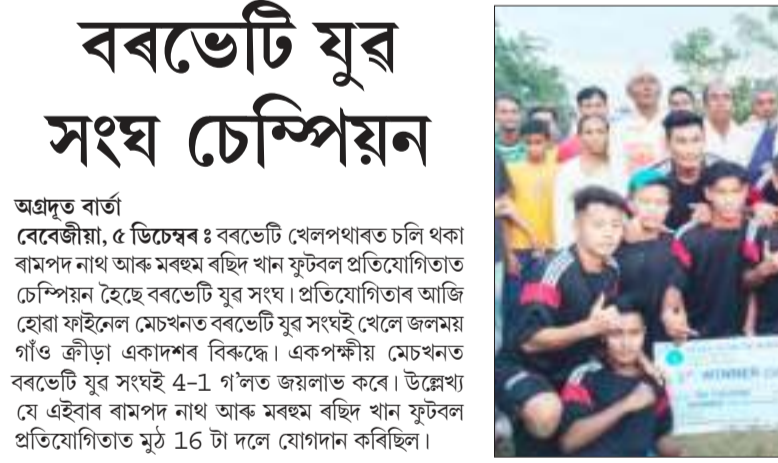 বৰভেটি যুৱ
সংঘ চেম্পিয়ন
অগ্ৰদূত বাৰ্তা
বেবেজীয়া, ৫ ডিচেম্বৰ ঃ বৰভেটি খেলপথাৰত চলি থকা
ৰামপদ নাথ আৰু মৰহুম ৰছিদ খান ফুটবল প্ৰতিযোগিতাত
চেম্পিয়ন হৈছে বৰভেটি যুৱ সংঘ। প্ৰতিযোগিতাৰ আজি
হোৱা ফাইনেল মেচখনত বৰভেটি যুৱ সংঘই খেলে জলময়
গাঁও ক্ৰীড়া একাদশৰ বিৰুদ্ধে। একপক্ষীয় মেচখনত
বৰভেটি যুৱ সংঘই 4-1 গ'লত জয়লাভ কৰে। উল্লেখ্য
যে এইবাৰ ৰামপদ নাথ আৰু মৰহুম ৰছিদ খান ফুটবল
প্ৰতিযোগিতাত মুঠ 16 টা দলে যোগদান কৰিছিল।
WINNER